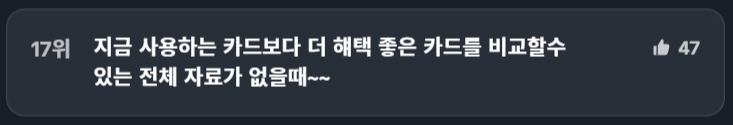 17위 지금 사용하는 카드보다 더 해택 좋은 카드를 비교할수 47
있는 전체 자료가 없을때~~